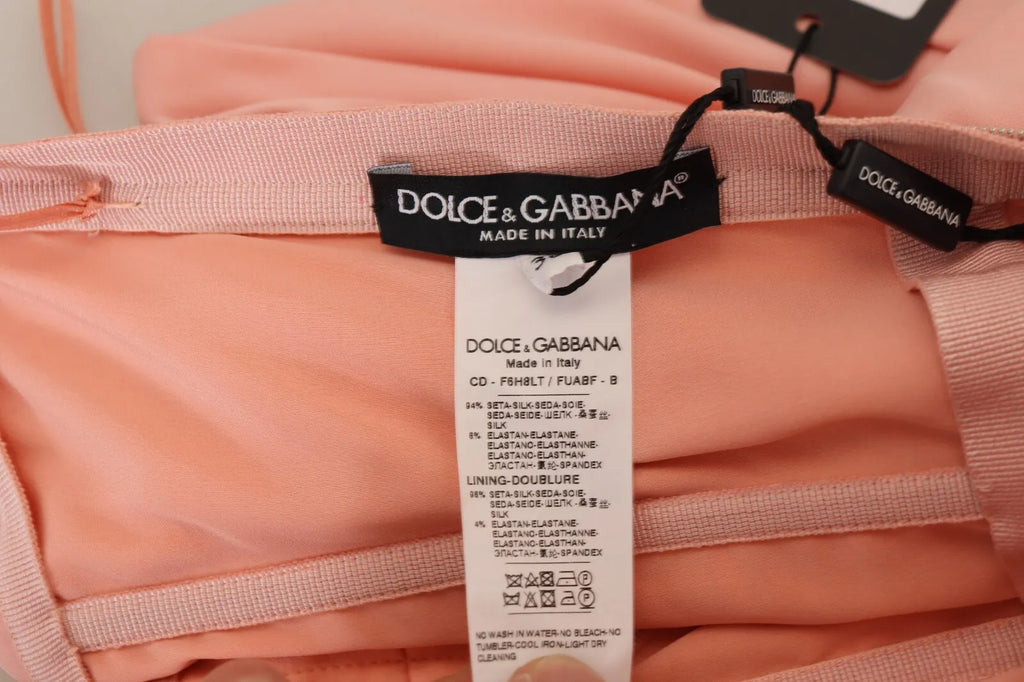 DOLCE&GABBANA
DOLCE&GABBANA
DOLCE&GABBANA®
MADE IN ITALY
DOLCE&GABBANA
Made in Italy
CD - F6H8LT / FUABF - B
94% SETA-SILK-SEDA-SOIE-
SEDA-SEIDE-ШЕЛК-桑蚕丝-
SILK
6% ELASTAN-ELASTANE-
ELASTANO-ELASTHANNE-
ELASTANO-ELASTHAN-
ЭЛАСТАН-氨纶-SPANDEX
LINING-DOUBLURE
96% SETA-SILK-SEDA-SOIE-
SEDA-SEIDE-ШЕЛК-桑蚕丝-
SILK
4% ELASTAN-ELASTANE-
ELASTANO-ELASTHANNE-
ELASTANO-ELASTHAN-
ЭЛАСТАН-氨纶-SPANDEX
P
P
NO WASH IN WATER-NO BLEACH-NO
TUMBLER-COOL IRON-LIGHT DRY
CLEANING